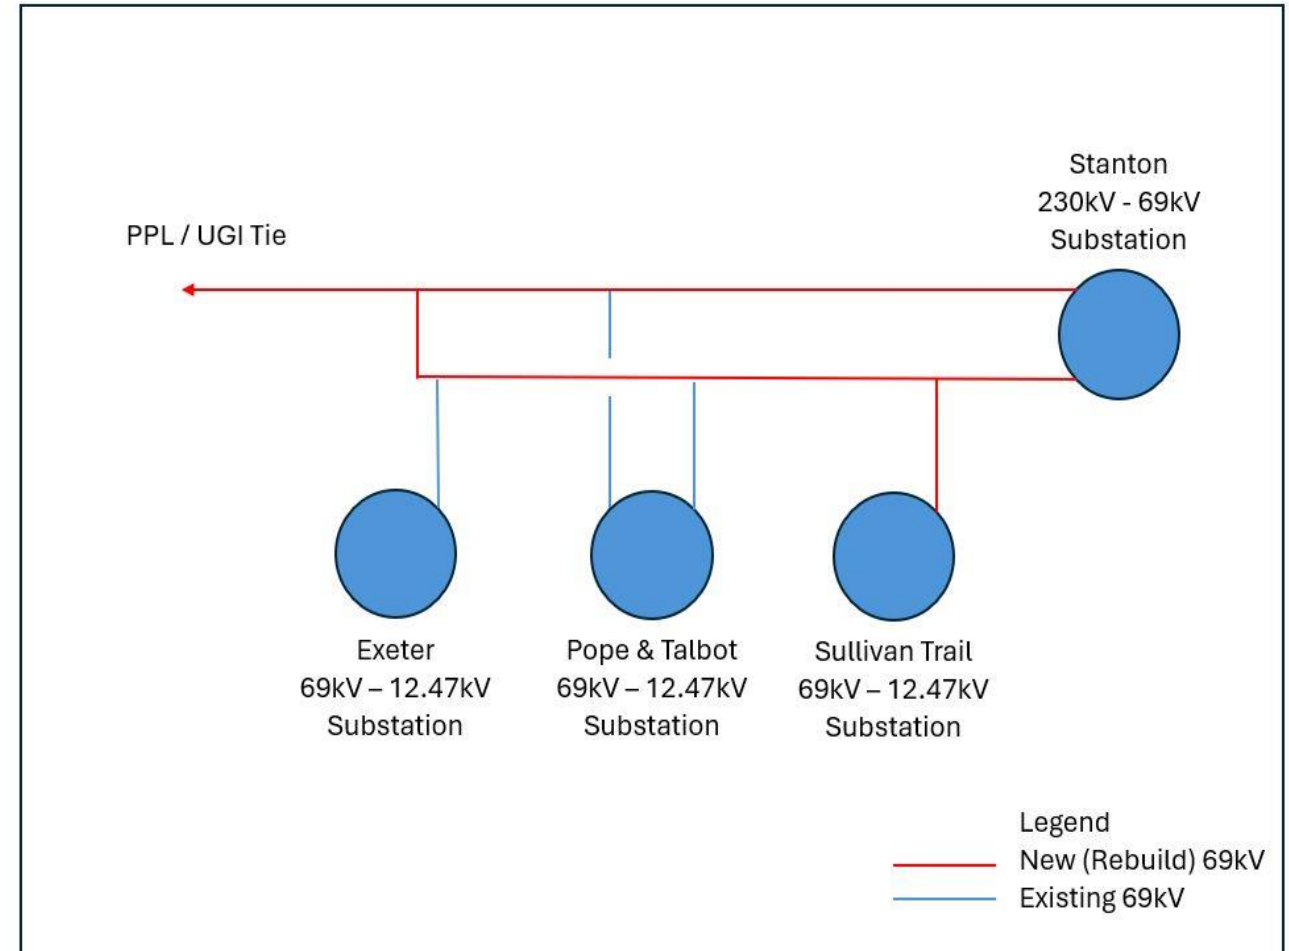 Stanton
230kV - 69kV
Substation
PPL / UGI Tie
Exeter
69kV – 12.47kV
Substation
Pope & Talbot
69kV – 12.47kV
Substation
Sullivan Trail
69kV – 12.47kV
Substation
Legend
New (Rebuild) 69kV
Existing 69kV